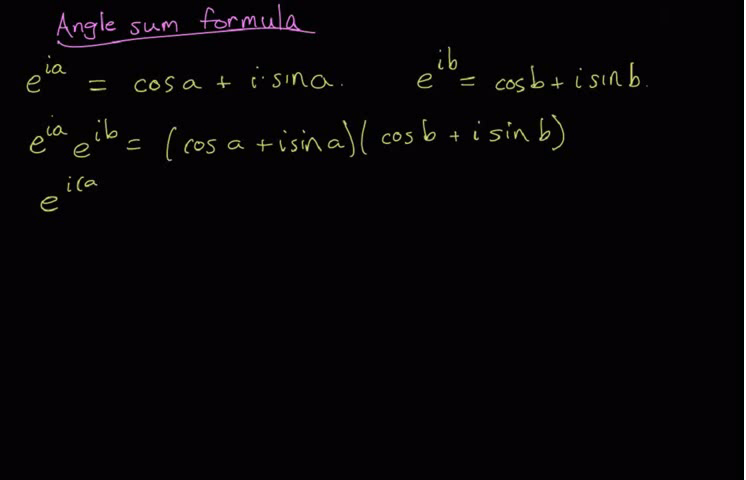 Angle sum formula
e^{ia} = cos a + i·sin a. e^{ib} = cos b + i sin b.
e^{ia} e^{ib} = (cos a + i sin a)(cos b + i sin b)
e^{i(a}